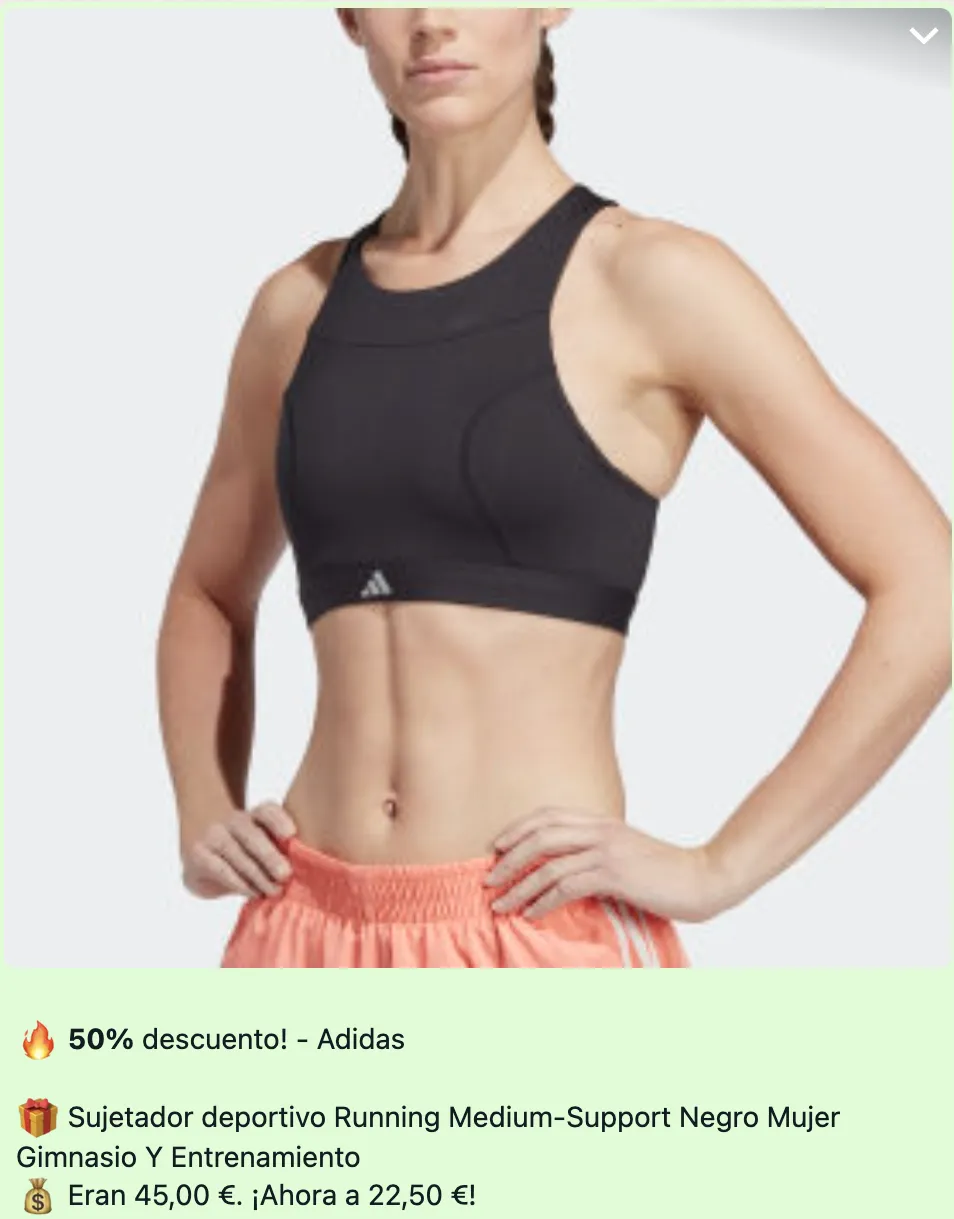 🔥 50% descuento! - Adidas
🎁 Sujetador deportivo Running Medium-Support Negro Mujer
Gimnasio Y Entrenamiento
💰 Eran 45,00 €. ¡Ahora a 22,50 €!